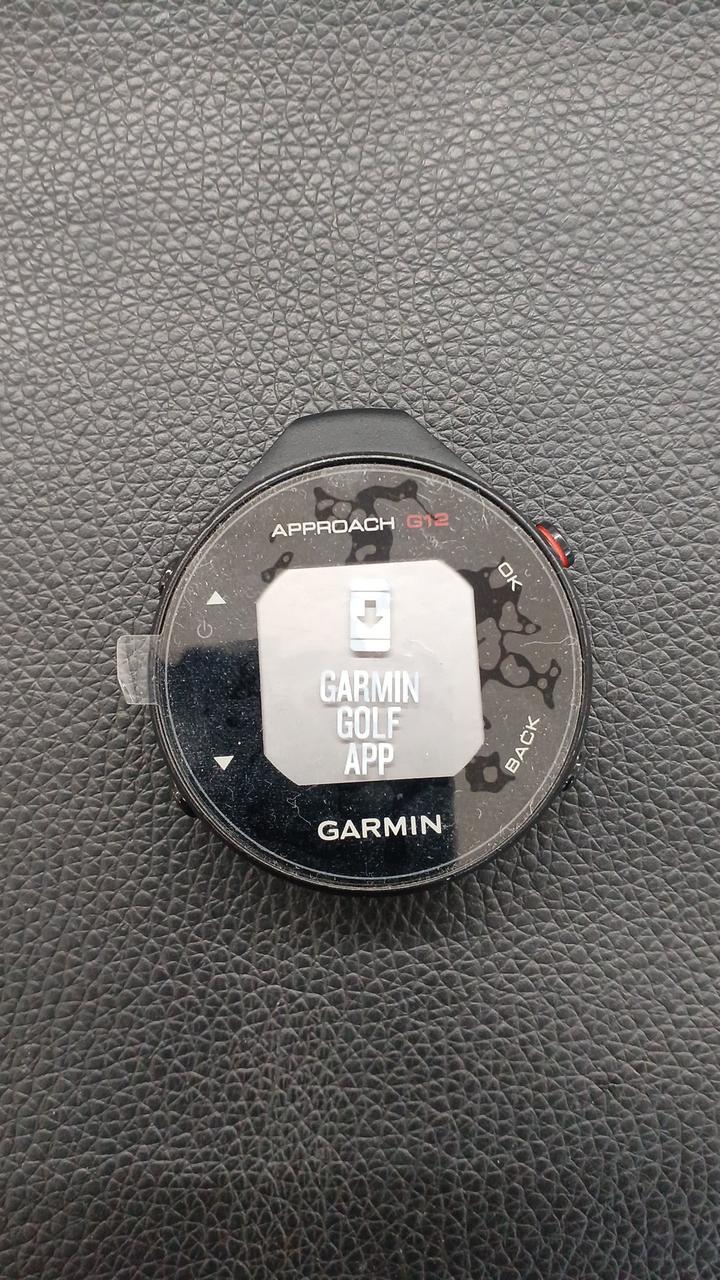 APPROACH G12
OK
GARMIN
GOLF
APP
BACK
GARMIN